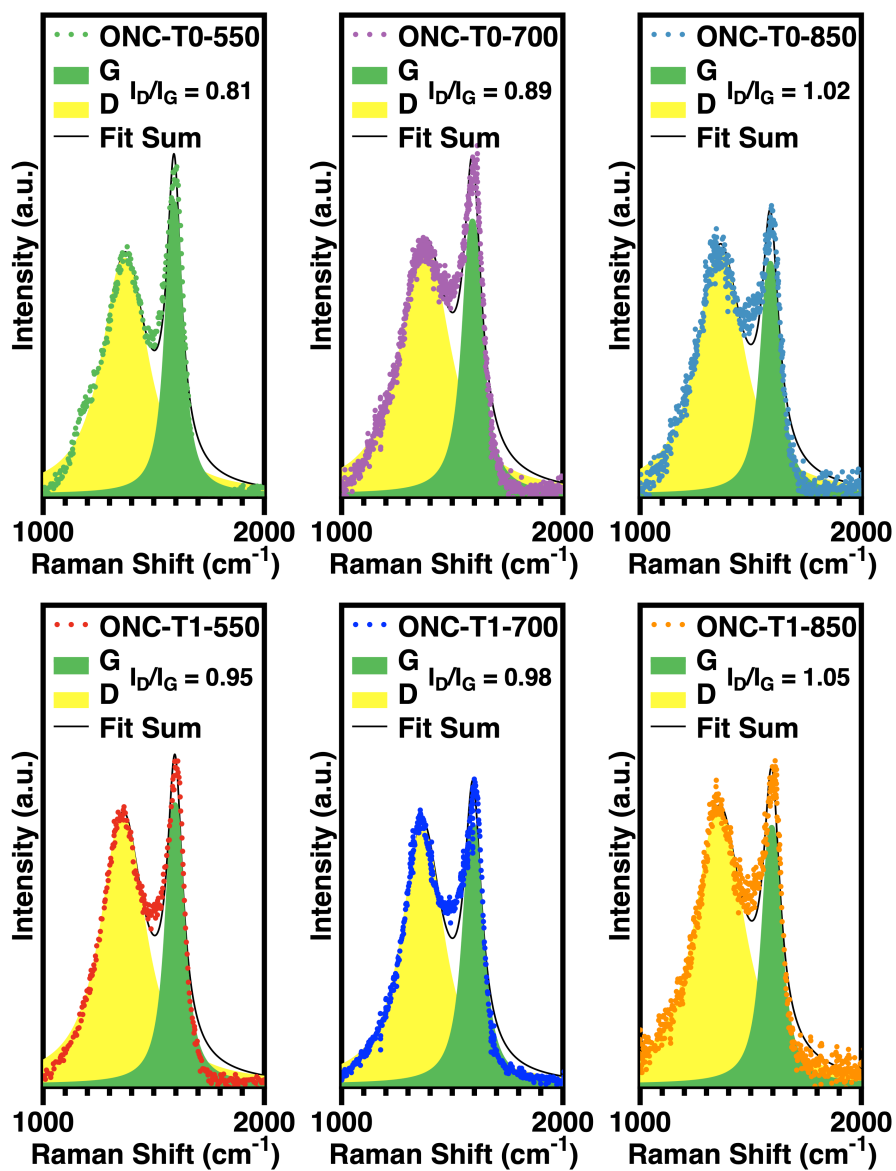 ONC-T0-550
G
I_D/I_G = 0.81
D
Fit Sum
Intensity (a.u.)
1000 2000
Raman Shift (cm⁻¹)
ONC-T0-700
G
I_D/I_G = 0.89
D
Fit Sum
Intensity (a.u.)
1000 2000
Raman Shift (cm⁻¹)
ONC-T0-850
G
I_D/I_G = 1.02
D
Fit Sum
Intensity (a.u.)
1000 2000
Raman Shift (cm⁻¹)
ONC-T1-550
G
I_D/I_G = 0.95
D
Fit Sum
Intensity (a.u.)
1000 2000
Raman Shift (cm⁻¹)
ONC-T1-700
G
I_D/I_G = 0.98
D
Fit Sum
Intensity (a.u.)
1000 2000
Raman Shift (cm⁻¹)
ONC-T1-850
G
I_D/I_G = 1.05
D
Fit Sum
Intensity (a.u.)
1000 2000
Raman Shift (cm⁻¹)